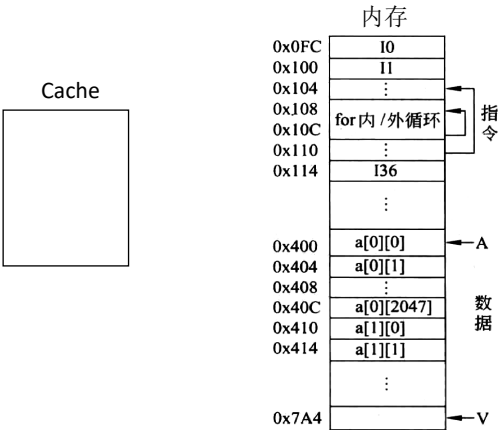 内存
Cache
0x0FC I0
0x100 I1
0x104 ⋮
0x108 for内/外循环
0x10C
0x110 ⋮
0x114 I36
⋮
指令
0x400 a[0][0] A
0x404 a[0][1]
0x408 ⋮
0x40C a[0][2047]
0x410 a[1][0]
0x414 a[1][1]
⋮
数据
0x7A4 V